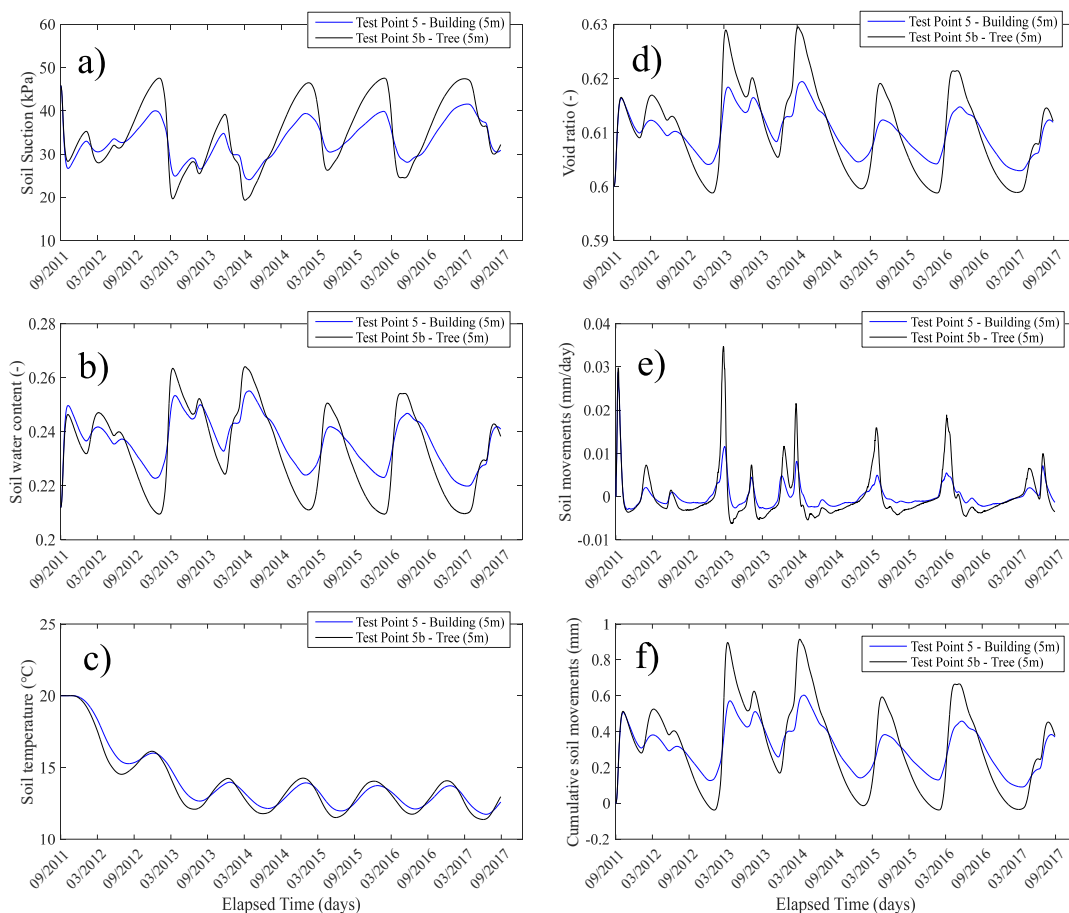 a)
Test Point 5 - Building (5m)
Test Point 5b - Tree (5m)
Soil Suction (kPa)
60
50
40
30
20
10
09/2011 03/2012 09/2012 03/2013 09/2013 03/2014 09/2014 03/2015 09/2015 03/2016 09/2016 03/2017 09/2017
d)
Test Point 5 - Building (5m)
Test Point 5b - Tree (5m)
Void ratio (-)
0.63
0.62
0.61
0.6
0.59
09/2011 03/2012 09/2012 03/2013 09/2013 03/2014 09/2014 03/2015 09/2015 03/2016 09/2016 03/2017 09/2017
b)
Test Point 5 - Building (5m)
Test Point 5b - Tree (5m)
Soil water content (-)
0.28
0.26
0.24
0.22
0.2
09/2011 03/2012 09/2012 03/2013 09/2013 03/2014 09/2014 03/2015 09/2015 03/2016 09/2016 03/2017 09/2017
e)
Test Point 5 - Building (5m)
Test Point 5b - Tree (5m)
Soil movements (mm/day)
0.04
0.03
0.02
0.01
0
-0.01
09/2011 03/2012 09/2012 03/2013 09/2013 03/2014 09/2014 03/2015 09/2015 03/2016 09/2016 03/2017 09/2017
c)
Test Point 5 - Building (5m)
Test Point 5b - Tree (5m)
Soil temperature (°C)
25
20
15
10
09/2011 03/2012 09/2012 03/2013 09/2013 03/2014 09/2014 03/2015 09/2015 03/2016 09/2016 03/2017 09/2017
Elapsed Time (days)
f)
Test Point 5 - Building (5m)
Test Point 5b - Tree (5m)
Cumulative soil movements (mm)
1
0.8
0.6
0.4
0.2
0
-0.2
09/2011 03/2012 09/2012 03/2013 09/2013 03/2014 09/2014 03/2015 09/2015 03/2016 09/2016 03/2017 09/2017
Elapsed Time (days)